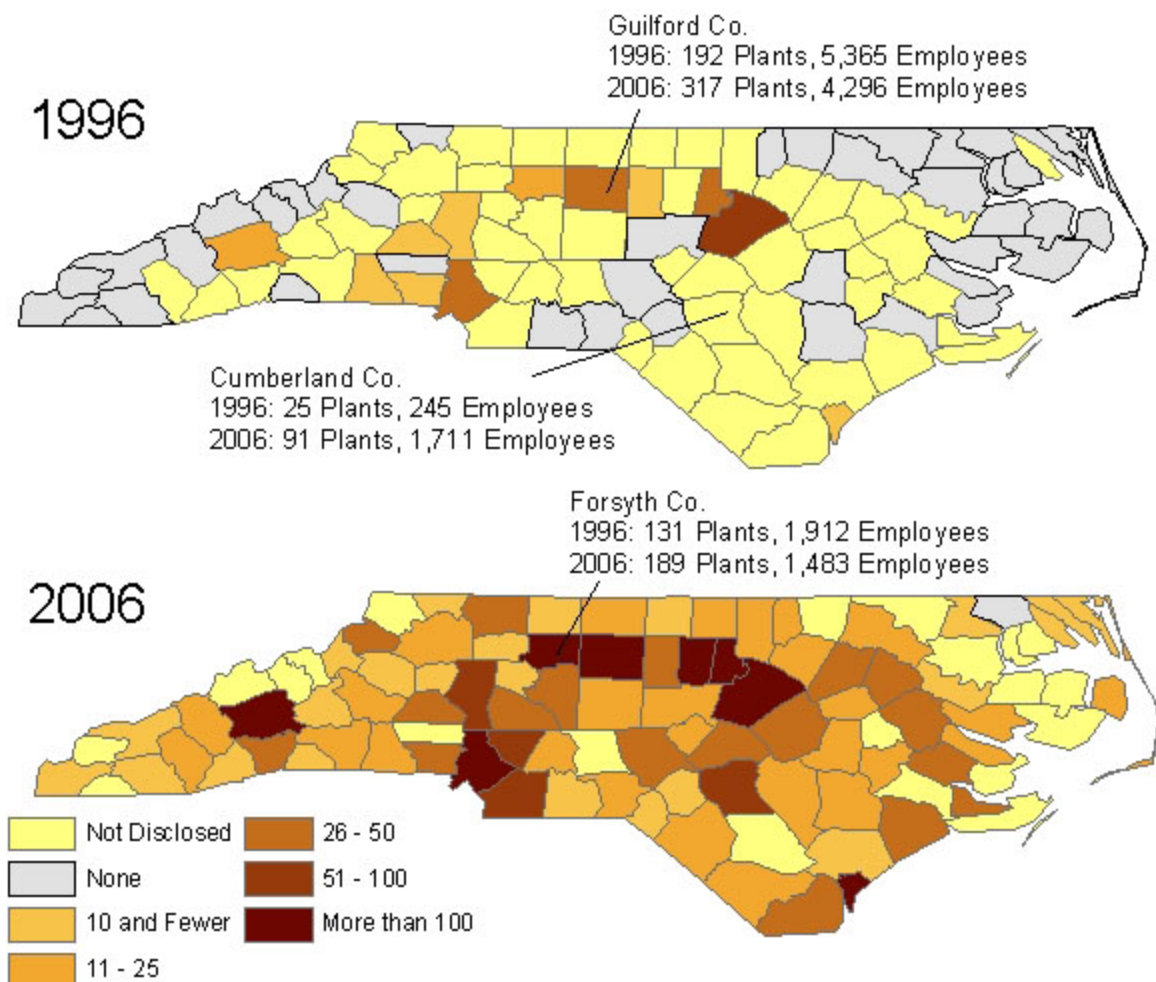 Guilford Co.
1996: 192 Plants, 5,365 Employees
2006: 317 Plants, 4,296 Employees
1996
Cumberland Co.
1996: 25 Plants, 245 Employees
2006: 91 Plants, 1,711 Employees
Forsyth Co.
1996: 131 Plants, 1,912 Employees
2006: 189 Plants, 1,483 Employees
2006
Not Disclosed
None
10 and Fewer
11 - 25
26 - 50
51 - 100
More than 100